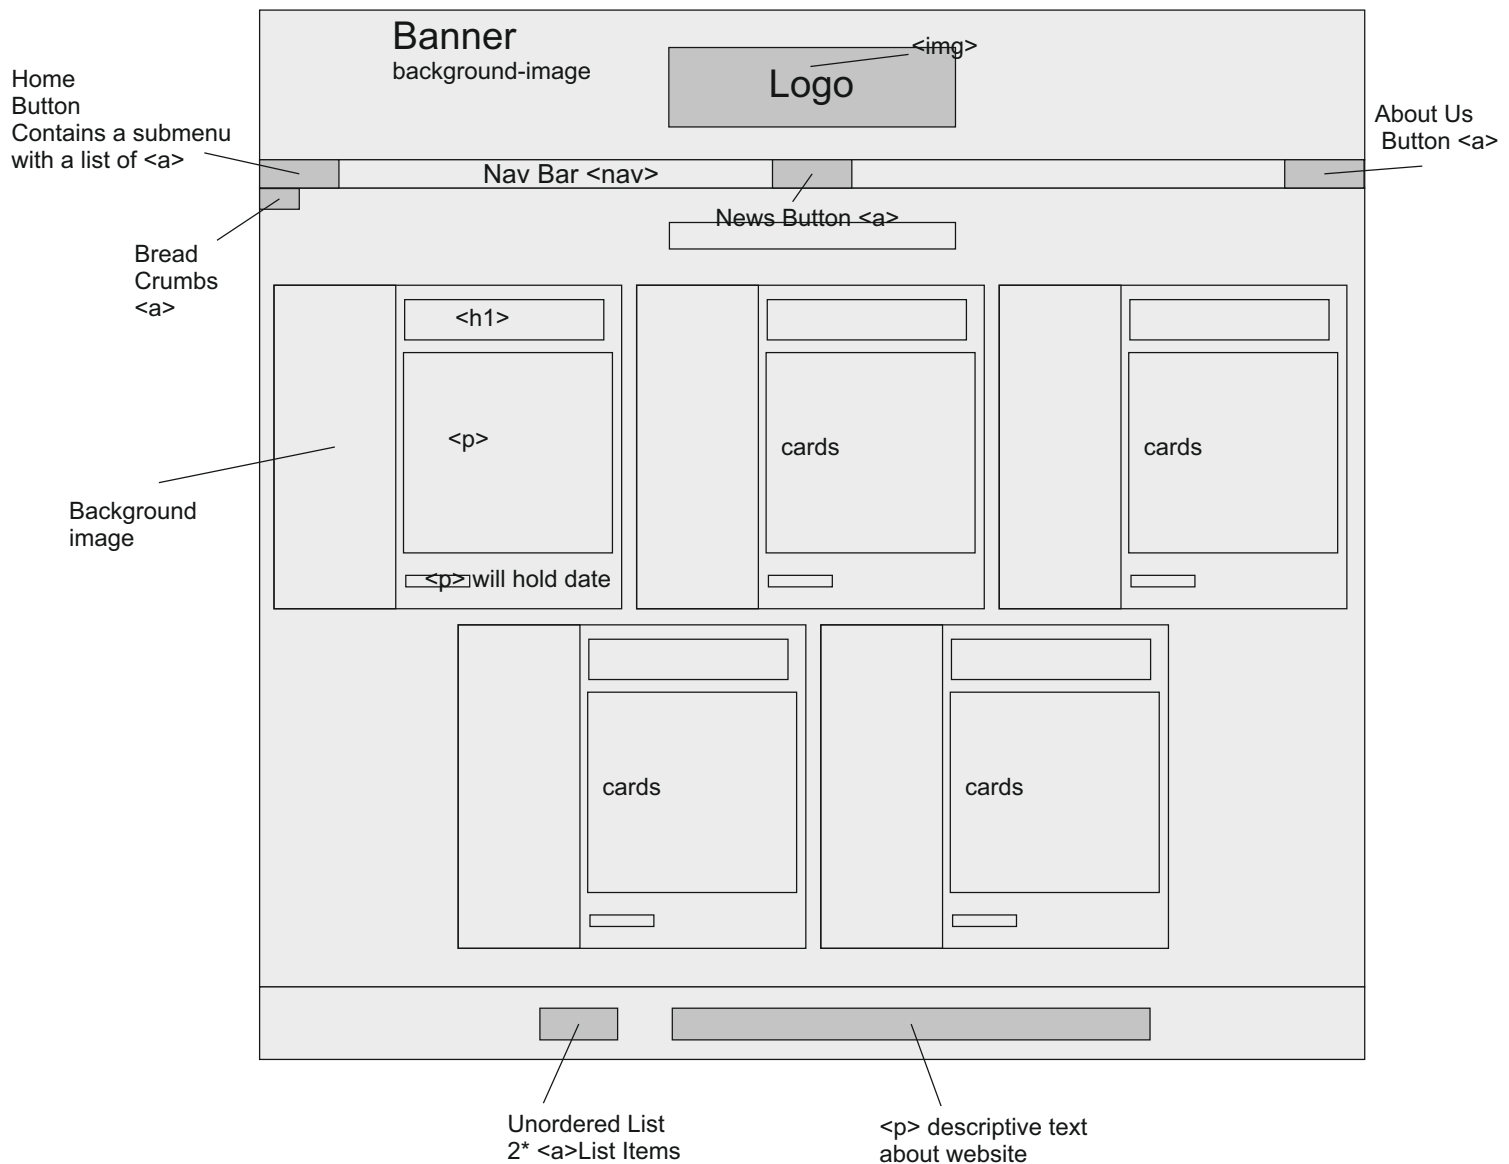 Banner
background-image
<img>
Logo
Home
Button
Contains a submenu
with a list of <a>
About Us
Button <a>
Nav Bar <nav>
News Button <a>
Bread
Crumbs
<a>
<h1>
<p>
cards
cards
Background
image
<p> will hold date
cards
cards
Unordered List
2* <a>List Items
<p> descriptive text
about website